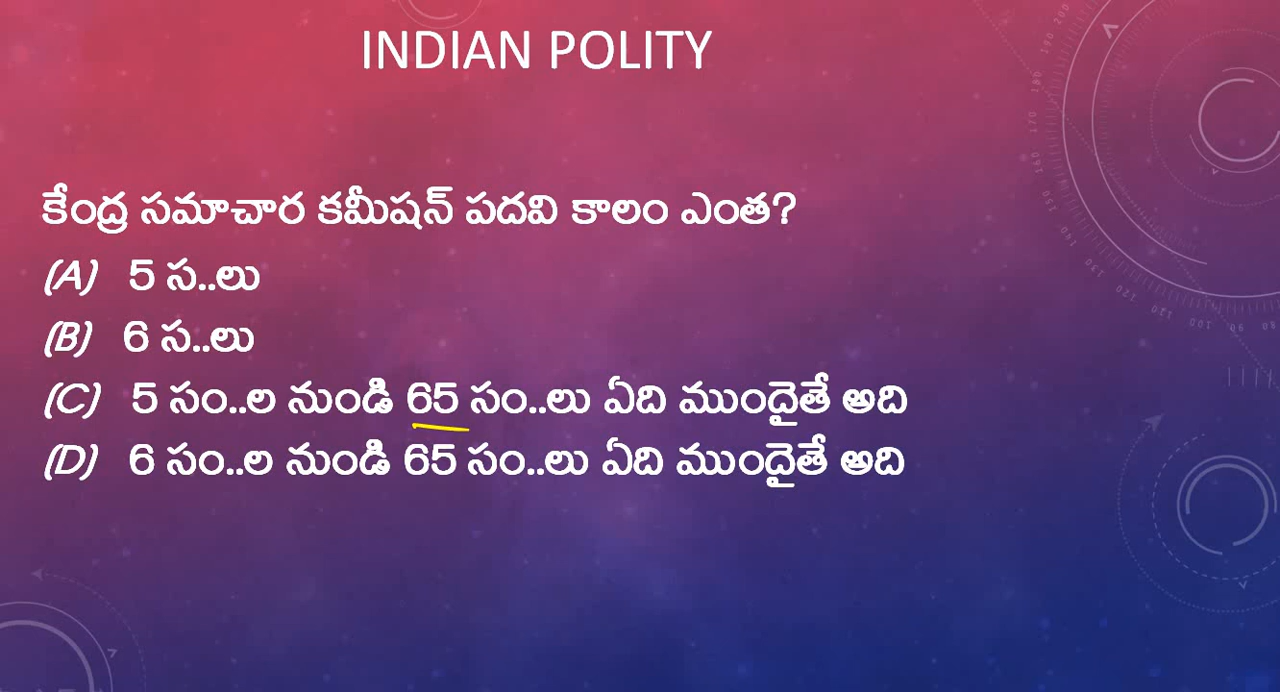 INDIAN POLITY
కేంద్ర సమాచార కమీషన్ పదవి కాలం ఎంత?
(A) 5 స..లు
(B) 6 స..లు
(C) 5 సం..ల నుండి 65 సం..లు ఏది ముందైతే అది
(D) 6 సం..ల నుండి 65 సం..లు ఏది ముందైతే అది